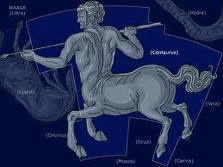 WAAGE
(Libra)
(Hydra)
(Centaurus)
(Lupus)
(Vela)
(Circinus)
(Crux)
(Carina)
(Musca)